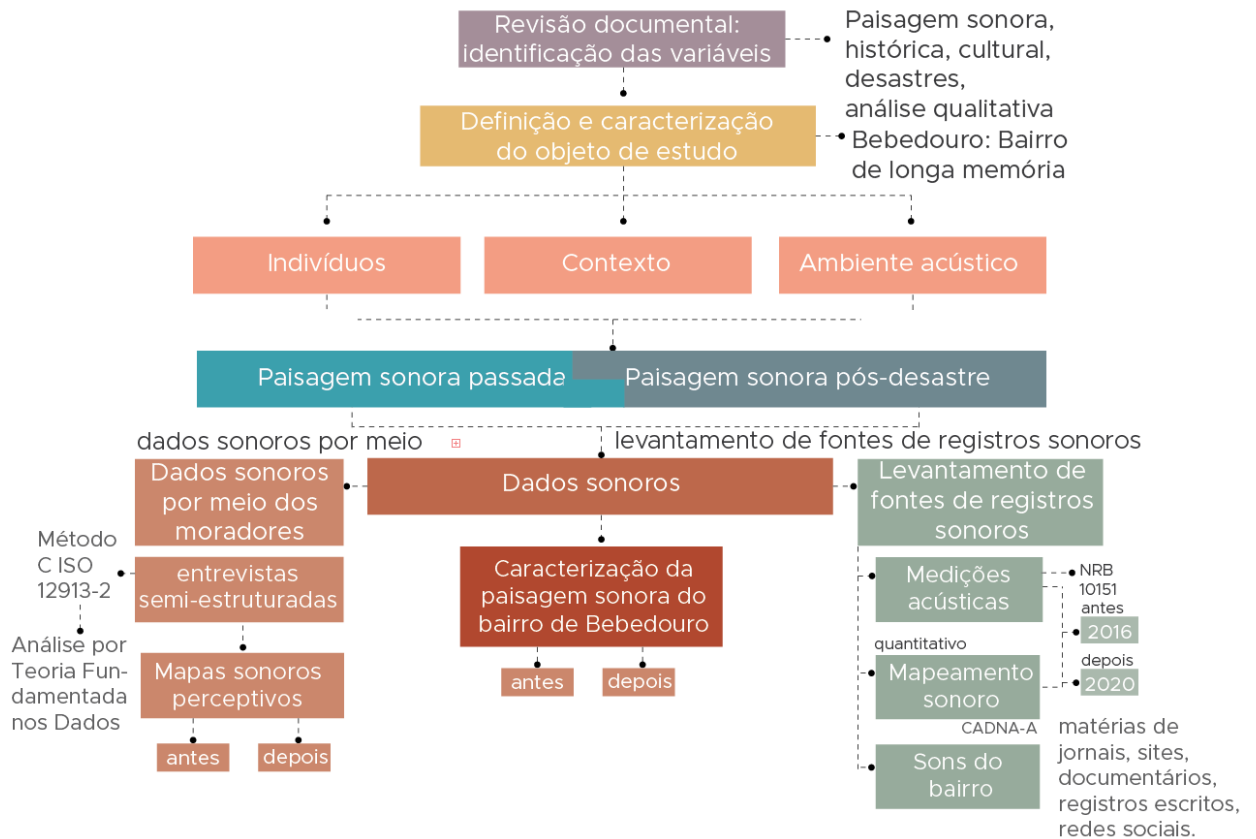 Revisão documental:
identificação das variáveis
Paisagem sonora,
histórica, cultural,
desastres,
análise qualitativa
Definição e caracterização
do objeto de estudo
Bebedouro: Bairro
de longa memória
Indivíduos
Contexto
Ambiente acústico
Paisagem sonora passada
Paisagem sonora pós-desastre
dados sonoros por meio
levantamento de fontes de registros sonoros
Dados sonoros
por meio dos
moradores
Dados sonoros
Levantamento de
fontes de registros
sonoros
Método
C ISO
12913-2
entrevistas
semi-estruturadas
Análise por
Teoria Fun-
damentada
nos Dados
Mapas sonoros
perceptivos
antes
depois
Caracterização da
paisagem sonora do
bairro de Bebedouro
antes
depois
Medições
acústicas
NRB
10151
antes
2016
depois
2020
quantitativo
Mapeamento
sonoro
CADNA-A
Sons do
bairro
matérias de
jornais, sites,
documentários,
registros escritos,
redes sociais.